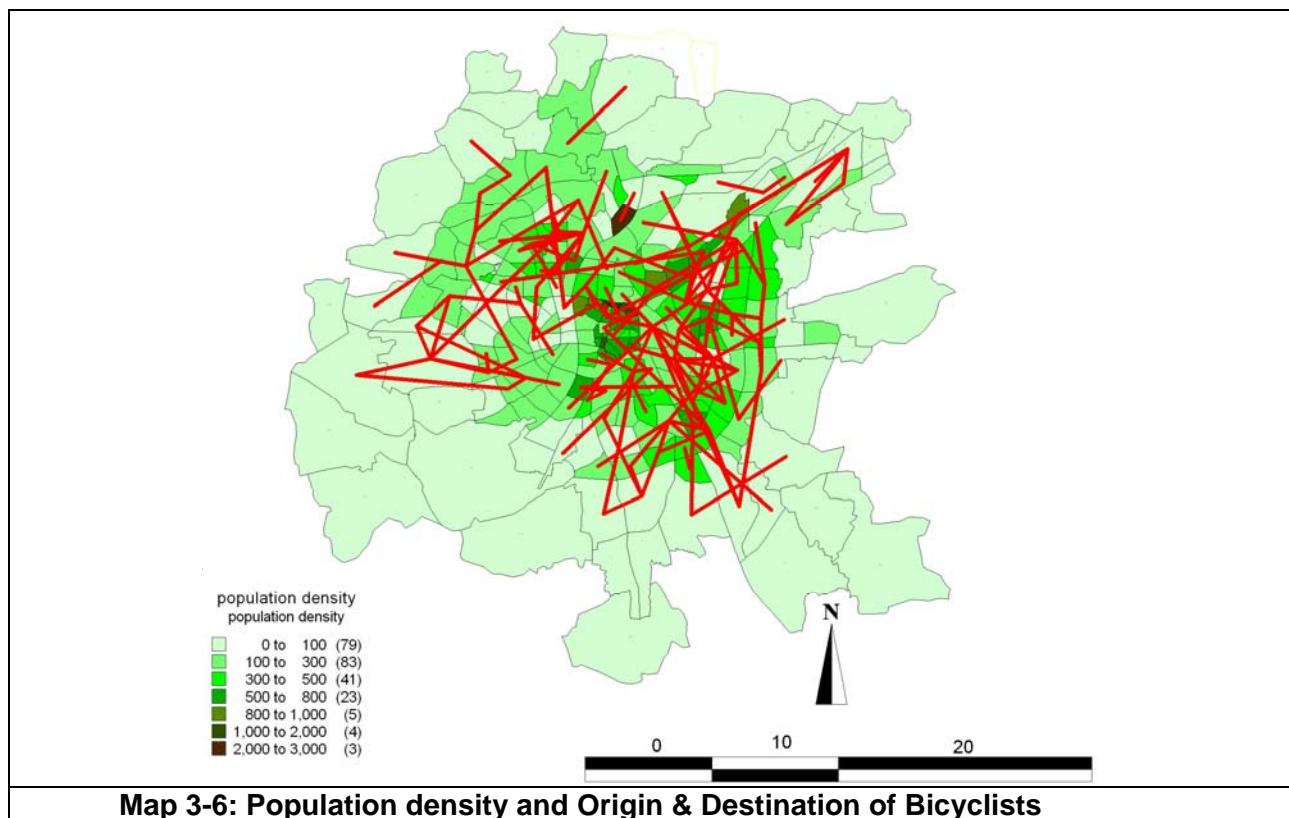 population density
population density
0 to 100 (79)
100 to 300 (83)
300 to 500 (41)
500 to 800 (23)
800 to 1,000 (5)
1,000 to 2,000 (4)
2,000 to 3,000 (3)
N
0 10 20
Map 3-6: Population density and Origin & Destination of Bicyclists